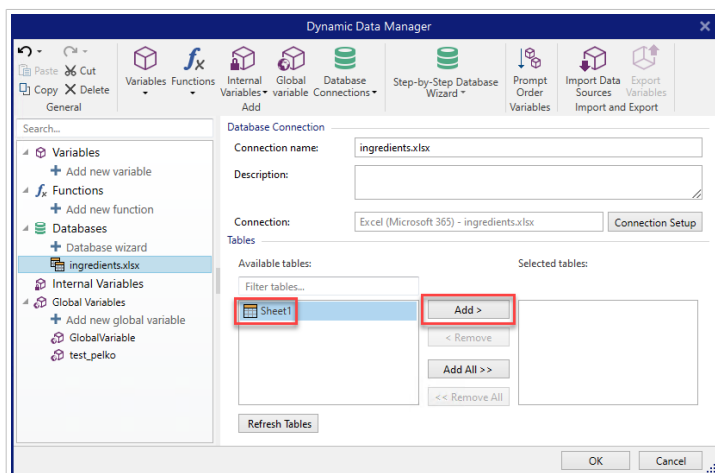 Dynamic Data Manager
Paste Cut
Copy Delete
General
Variables Functions
Internal Variables
Global variable
Database Connections
Add
Step-by-Step Database Wizard
Prompt Order
Variables
Import Data Sources
Export Variables
Import and Export
Search...
Variables
Add new variable
Functions
Add new function
Databases
Database wizard
ingredients.xlsx
Internal Variables
Global Variables
Add new global variable
GlobalVariable
test_pelko
Database Connection
Connection name: ingredients.xlsx
Description:
Connection: Excel (Microsoft 365) - ingredients.xlsx Connection Setup
Tables
Available tables: Selected tables:
Filter tables...
Sheet1
Add >
< Remove
Add All >>
<< Remove All
Refresh Tables
OK Cancel